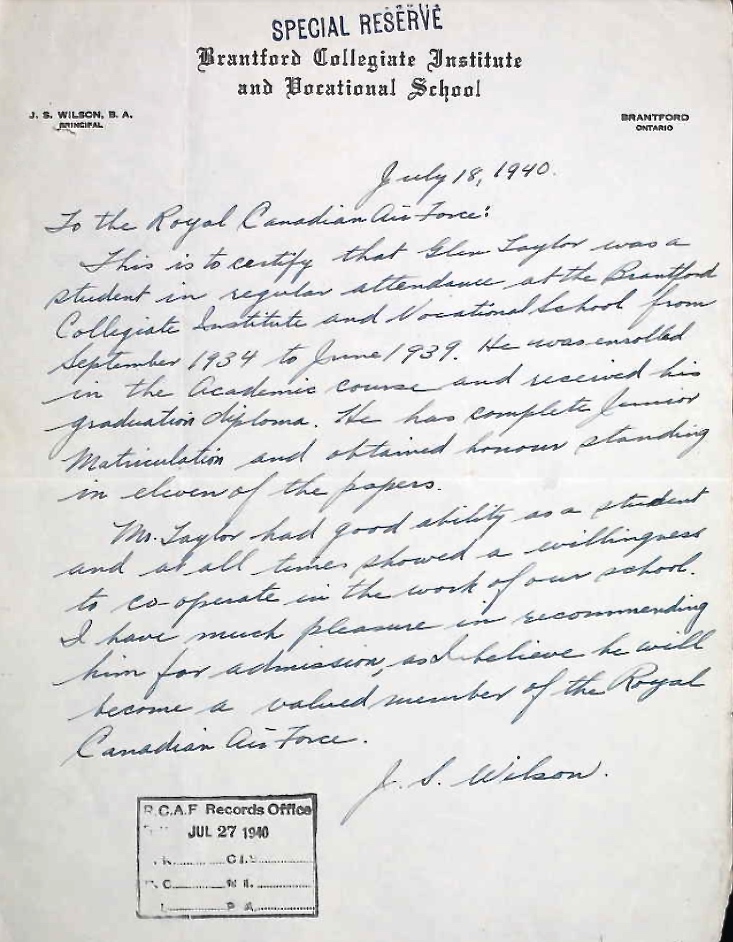 SPECIAL RESERVE
Brantford Collegiate Institute
and Vocational School
J. S. WILSON, B. A.
PRINCIPAL
BRANTFORD
ONTARIO
July 18, 1940.
To the Royal Canadian Air Force:
This is to certify that Glen Taylor was a
student in regular attendance at the Brantford
Collegiate Institute and Vocational School from
September 1934 to June 1939. He was enrolled
in the Academic course and received his
graduation diploma. He has complete Junior
Matriculation and obtained honour standing
in eleven of the papers.
Mr. Taylor had good ability as a student
and at all times showed a willingness
to co-operate in the work of our school.
I have much pleasure in recommending
him for admission, as I believe he will
become a valued member of the Royal
Canadian Air Force.
J. S. Wilson.
R.C.A.F Records Office
JUL 27 1940